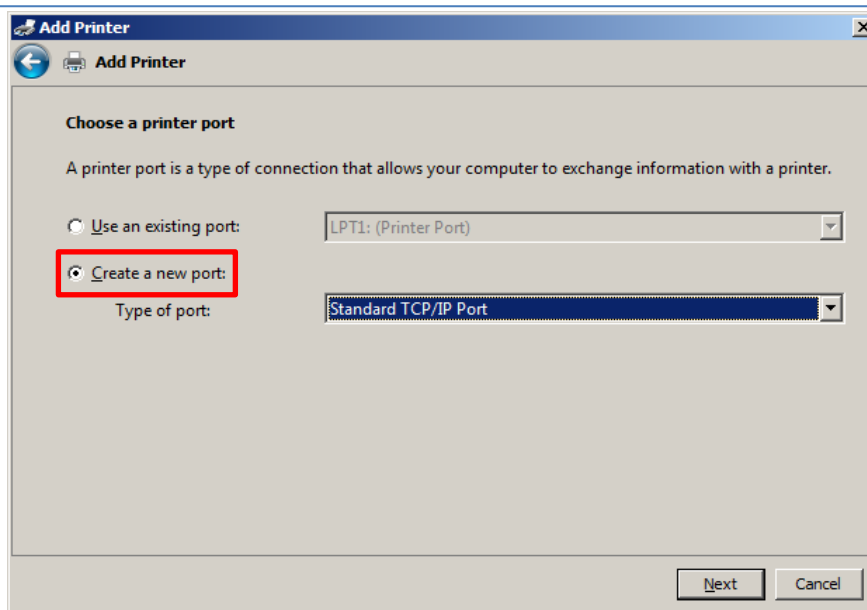 Add Printer
Add Printer
Choose a printer port
A printer port is a type of connection that allows your computer to exchange information with a printer.
Use an existing port: LPT1: (Printer Port)
Create a new port:
Type of port: Standard TCP/IP Port
Next Cancel